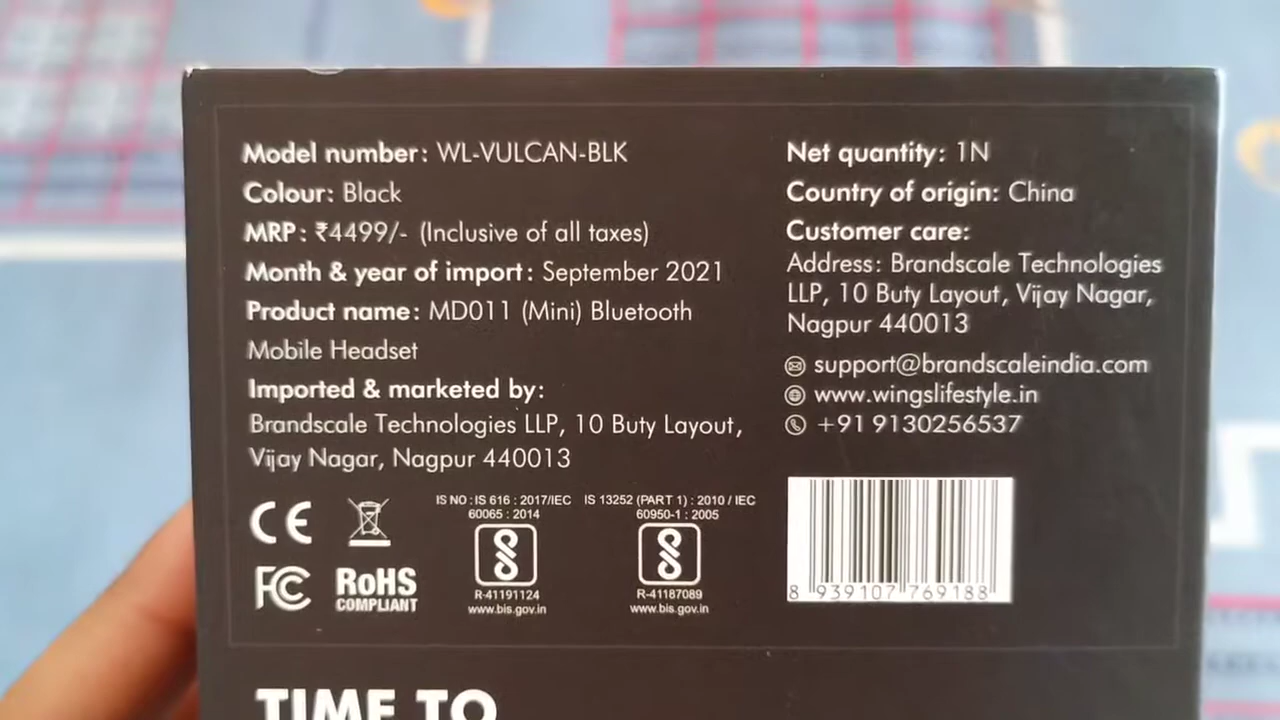 Model number: WL-VULCAN-BLK
Colour: Black
MRP: ₹4499/- (Inclusive of all taxes)
Month & year of import: September 2021
Product name: MD011 (Mini) Bluetooth
Mobile Headset
Imported & marketed by:
Brandscale Technologies LLP, 10 Buty Layout,
Vijay Nagar, Nagpur 440013
Net quantity: 1N
Country of origin: China
Customer care:
Address: Brandscale Technologies
LLP, 10 Buty Layout, Vijay Nagar,
Nagpur 440013
support@brandscaleindia.com
www.wingslifestyle.in
+91 9130256537
CE
FC
RoHS
COMPLIANT
IS NO : IS 616 : 2017/IEC
60065 : 2014
R-41191124
www.bis.gov.in
IS 13252 (PART 1) : 2010 / IEC
60950-1 : 2005
R-41187089
www.bis.gov.in
8 939107 769188
TIME TO